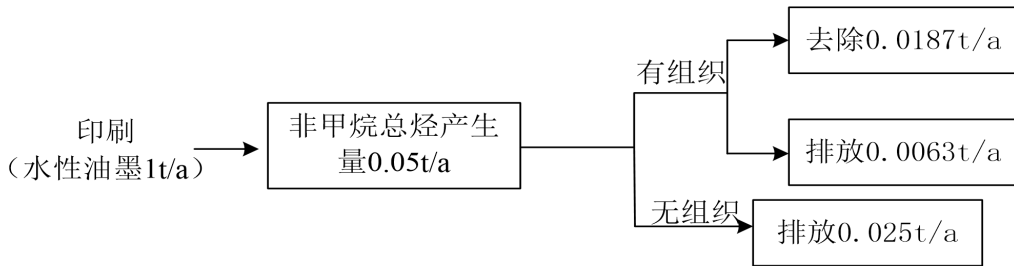 印刷
（水性油墨1t/a）
非甲烷总烃产生
量0.05t/a
有组织
去除0.0187t/a
排放0.0063t/a
无组织
排放0.025t/a